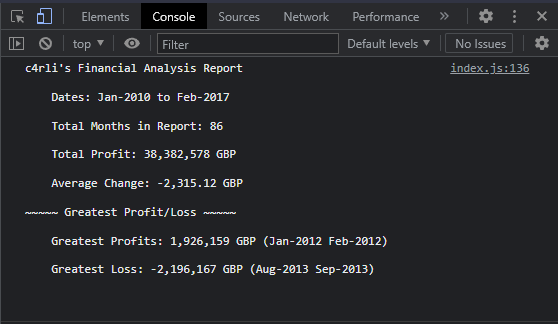 Elements Console Sources Network Performance »
top ▾ Filter Default levels ▾ No Issues
c4rli's Financial Analysis Report index.js:136
Dates: Jan-2010 to Feb-2017
Total Months in Report: 86
Total Profit: 38,382,578 GBP
Average Change: -2,315.12 GBP
~~~~~ Greatest Profit/Loss ~~~~~
Greatest Profits: 1,926,159 GBP (Jan-2012 Feb-2012)
Greatest Loss: -2,196,167 GBP (Aug-2013 Sep-2013)